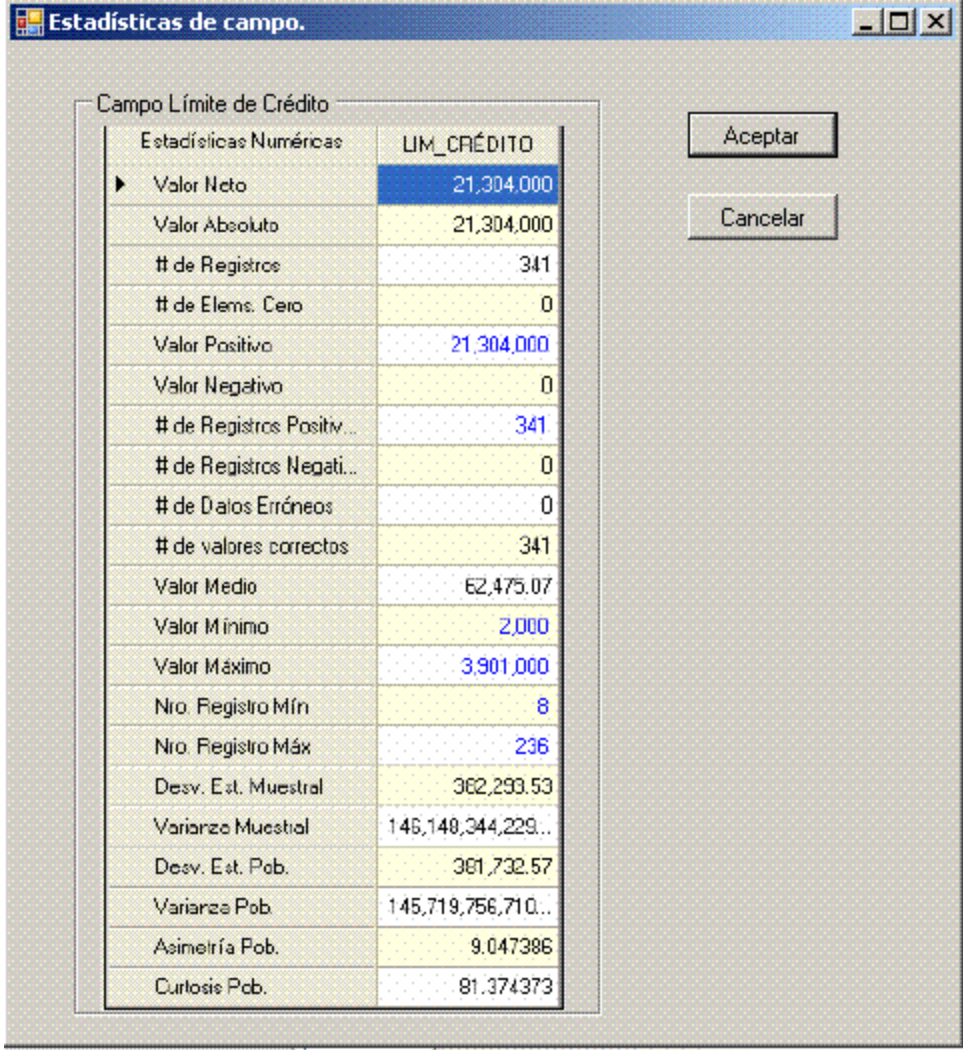 Estadísticas de campo.
Campo Límite de Crédito
Estadísticas Numéricas LIM_CRÉDITO
Valor Neto 21,304,000
Valor Absoluto 21,304,000
# de Registros 341
# de Elems. Cero 0
Valor Positivo 21,304,000
Valor Negativo 0
# de Registros Positiv... 341
# de Registros Negati... 0
# de Datos Erróneos 0
# de valores correctos 341
Valor Medio 62,475.07
Valor Mínimo 2,000
Valor Máximo 3,901,000
Nro. Registro Mín 8
Nro. Registro Máx 236
Desv. Est. Muestral 382,293.53
Varianza Muestral 146,148,344,229...
Desv. Est. Pob. 381,732.57
Varianza Pob. 145,719,756,710...
Asimetría Pob. 9.047386
Curtosis Pob. 81.374373
Aceptar
Cancelar